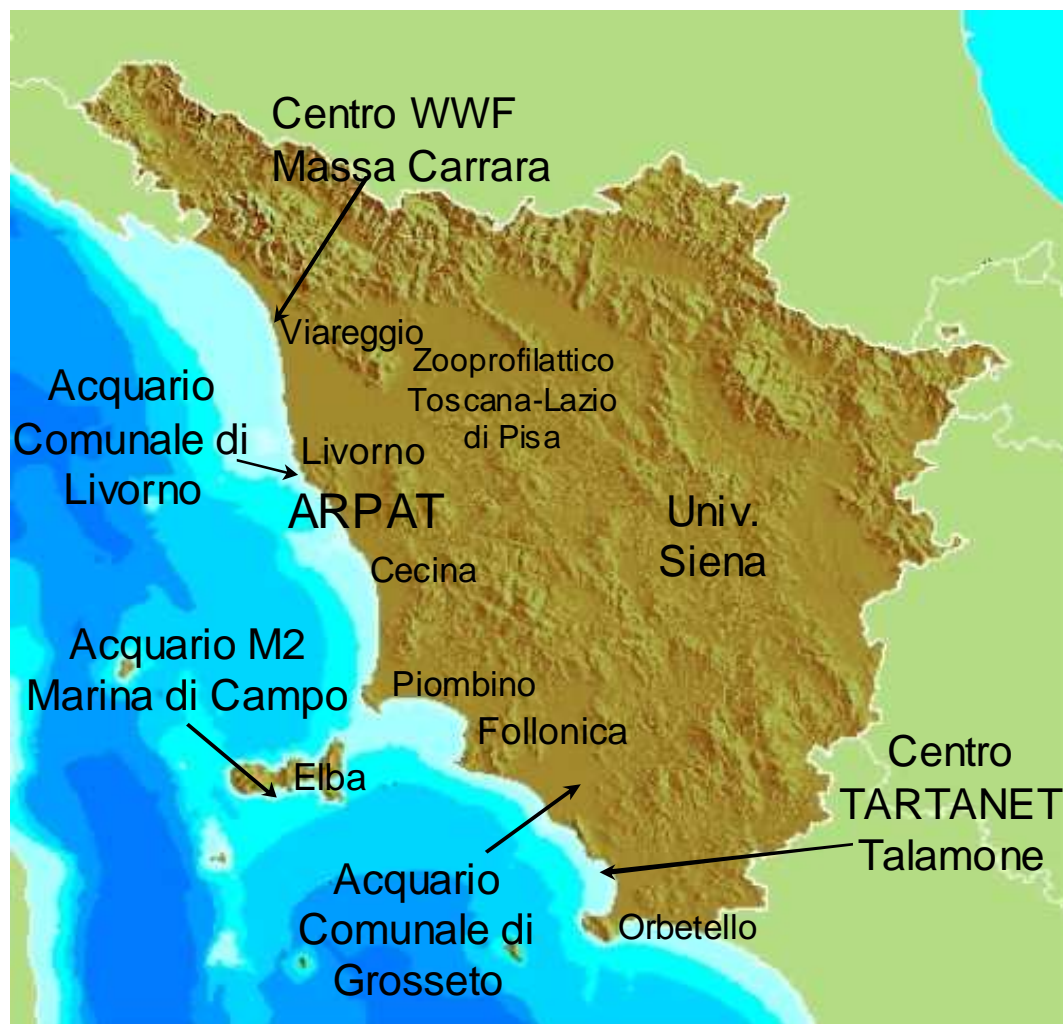 Centro WWF
Massa Carrara
Viareggio
Zooprofilattico
Toscana-Lazio
di Pisa
Acquario
Comunale di
Livorno
Livorno
ARPAT
Univ.
Siena
Cecina
Acquario M2
Marina di Campo
Piombino
Follonica
Elba
Centro
TARTANET
Talamone
Acquario
Comunale di
Grosseto
Orbetello